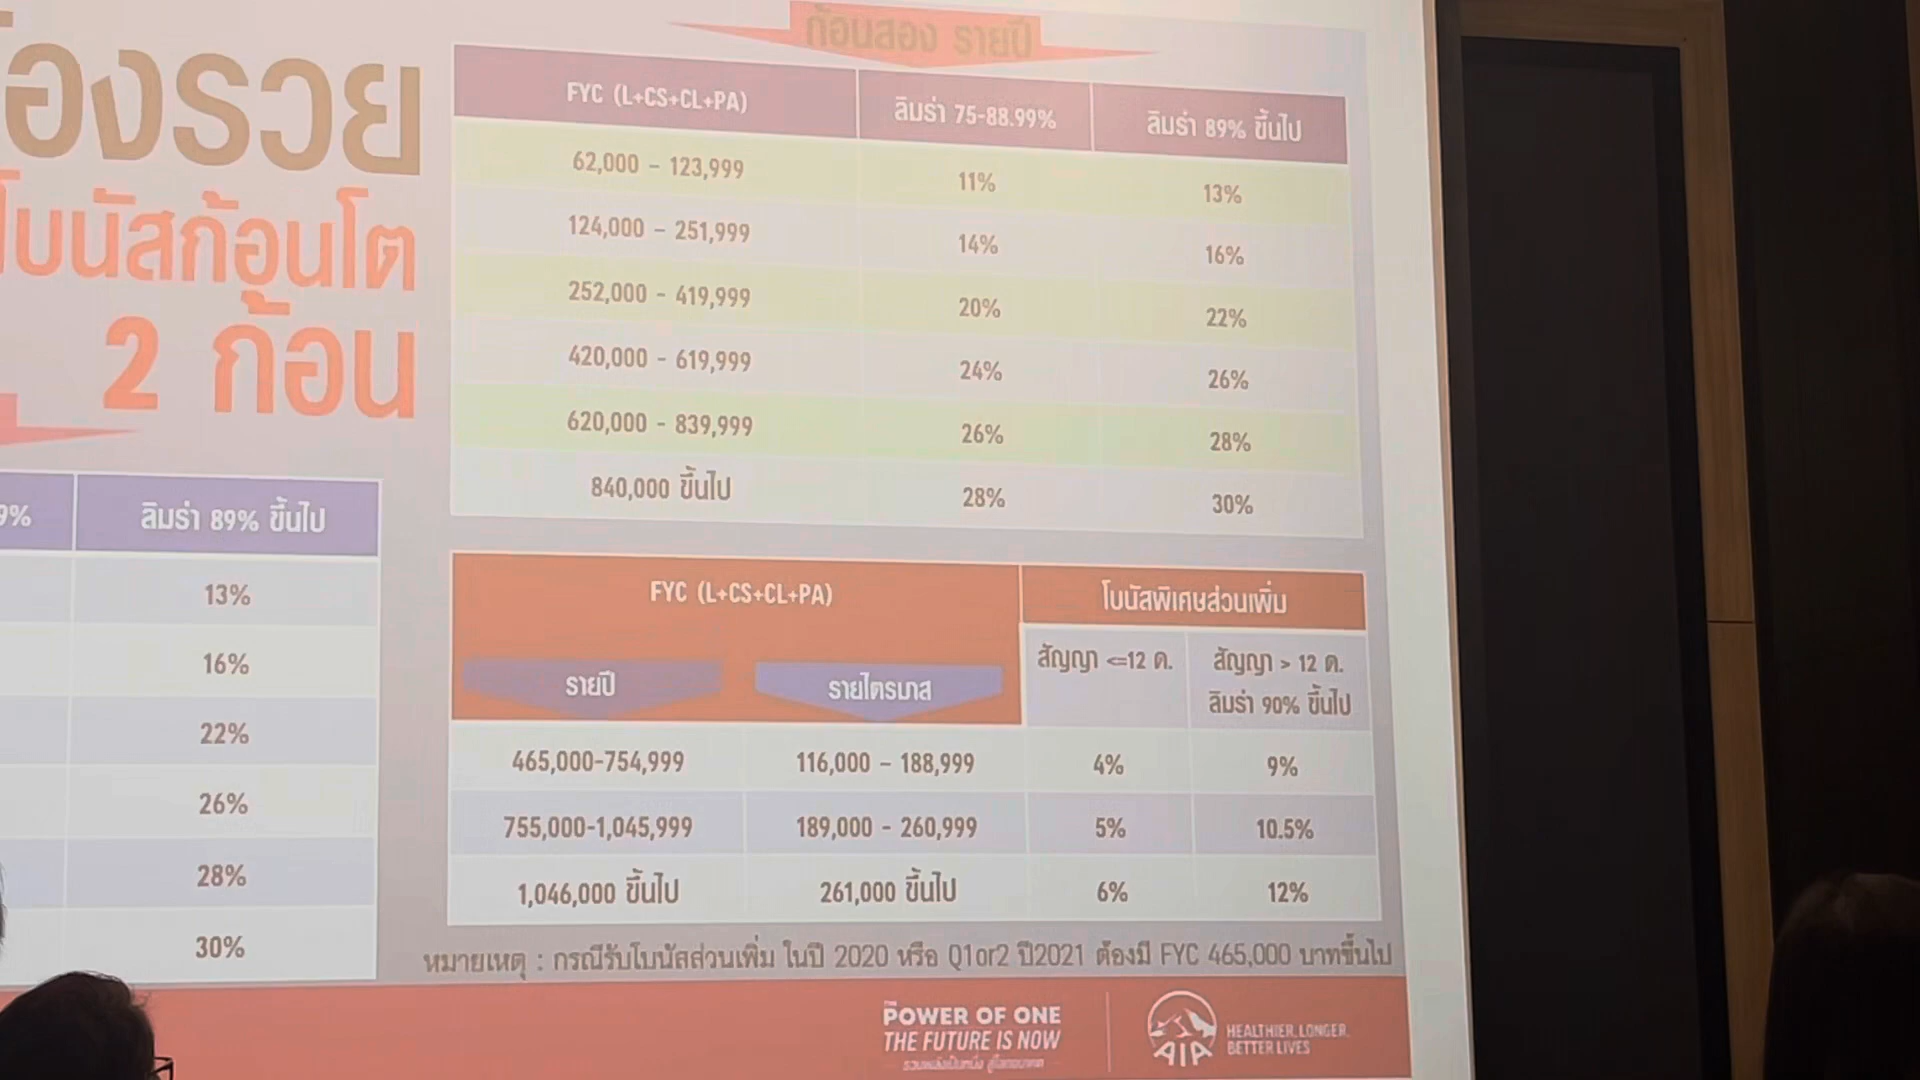 ก้อนสอง รายปี
โบนัสก้อนโต
2 ก้อน
FYC (L+CS+CL+PA) ลิมร่า 75-88.99% ลิมร่า 89% ขึ้นไป
62,000 – 123,999 11% 13%
124,000 – 251,999 14% 16%
252,000 - 419,999 20% 22%
420,000 - 619,999 24% 26%
620,000 - 839,999 26% 28%
840,000 ขึ้นไป 28% 30%
9% ลิมร่า 89% ขึ้นไป
13%
16%
22%
26%
28%
30%
FYC (L+CS+CL+PA) โบนัสพิเศษส่วนเพิ่ม
รายปี รายไตรมาส สัญญา <=12 ด. สัญญา > 12 ด.
ลิมร่า 90% ขึ้นไป
465,000-754,999 116,000 – 188,999 4% 9%
755,000-1,045,999 189,000 - 260,999 5% 10.5%
1,046,000 ขึ้นไป 261,000 ขึ้นไป 6% 12%
หมายเหตุ : กรณีรับโบนัสส่วนเพิ่ม ในปี 2020 หรือ Q1or2 ปี2021 ต้องมี FYC 465,000 บาทขึ้นไป
THE
POWER OF ONE
THE FUTURE IS NOW
AIA
HEALTHIER, LONGER,
BETTER LIVES